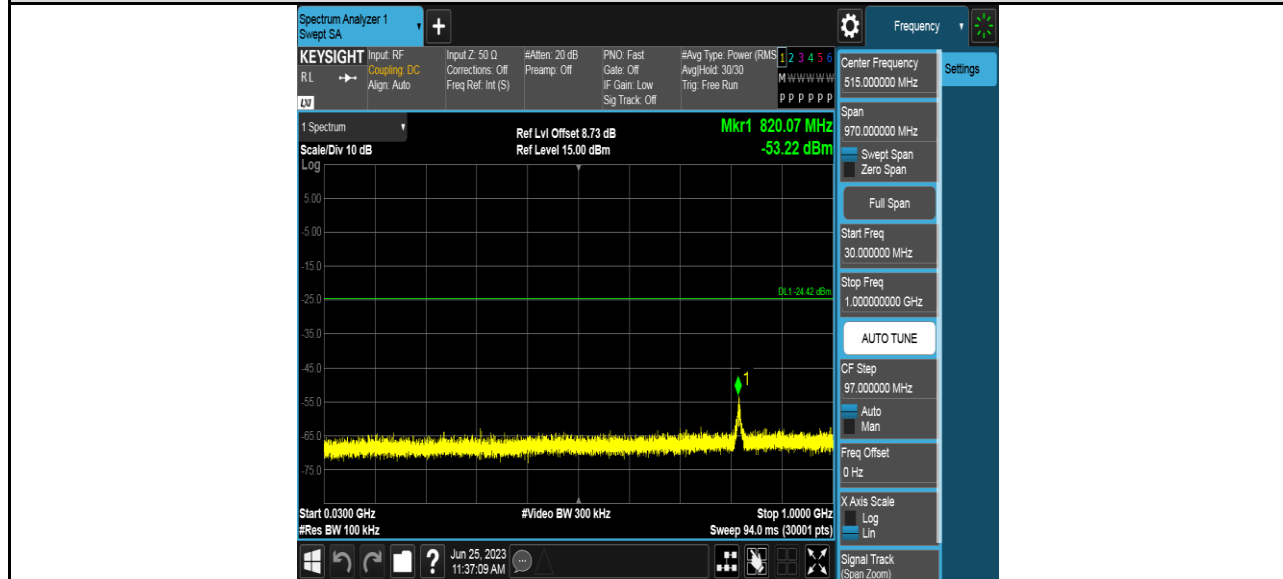 Spectrum Analyzer 1
Swept SA
+
Frequency
KEYSIGHT
RL
LXI
Input: RF
Coupling: DC
Align: Auto
Input Z: 50 Ω
Corrections: Off
Freq Ref: Int (S)
#Atten: 20 dB
Preamp: Off
PNO: Fast
Gate: Off
IF Gain: Low
Sig Track: Off
#Avg Type: Power (RMS
Avg|Hold: 30/30
Trig: Free Run
1 2 3 4 5 6
M W W W W W
P P P P P P
1 Spectrum
Scale/Div 10 dB
Ref Lvl Offset 8.73 dB
Ref Level 15.00 dBm
Mkr1 820.07 MHz
-53.22 dBm
Log
5.00
-5.00
-15.0
-25.0
-35.0
-45.0
-55.0
-65.0
-75.0
DL1 -24.42 dBm
1
Start 0.0300 GHz
#Res BW 100 kHz
#Video BW 300 kHz
Stop 1.0000 GHz
Sweep 94.0 ms (30001 pts)
?
Jun 25, 2023
11:37:09 AM
Center Frequency
515.000000 MHz
Settings
Span
970.000000 MHz
Swept Span
Zero Span
Full Span
Start Freq
30.000000 MHz
Stop Freq
1.000000000 GHz
AUTO TUNE
CF Step
97.000000 MHz
Auto
Man
Freq Offset
0 Hz
X Axis Scale
Log
Lin
Signal Track
(Span Zoom)